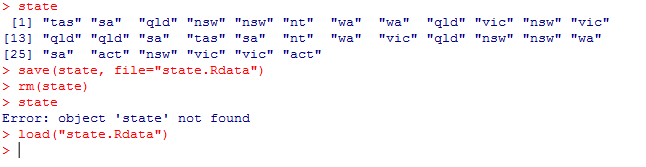 > state
 [1] "tas" "sa"  "qld" "nsw" "nsw" "nt"  "wa"  "wa"  "qld" "vic" "nsw" "vic"
[13] "qld" "qld" "sa"  "tas" "sa"  "nt"  "wa"  "vic" "qld" "nsw" "nsw" "wa"
[25] "sa"  "act" "nsw" "vic" "vic" "act"
> save(state, file="state.Rdata")
> rm(state)
> state
Error: object 'state' not found
> load("state.Rdata")
>